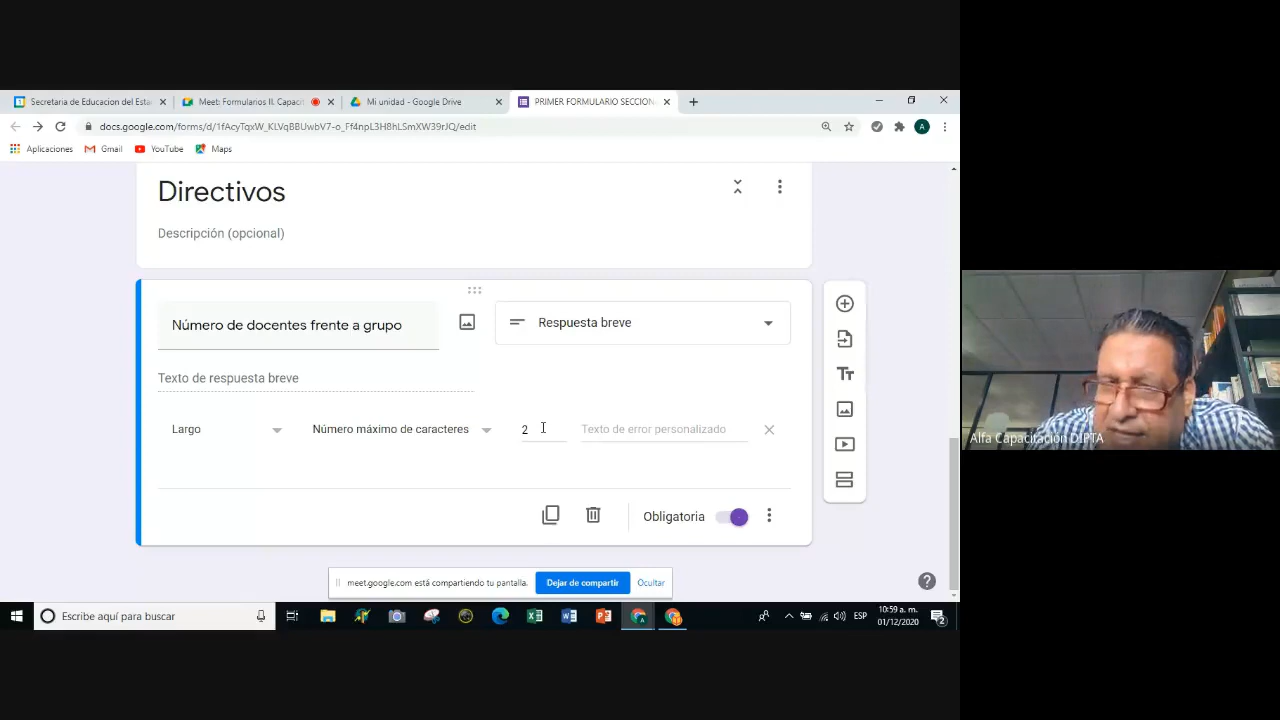 Secretaria de Educacion del Esta
Meet: Formularios II. Capaci
Mi unidad - Google Drive
PRIMER FORMULARIO SECCION
docs.google.com/forms/d/1fAcyTqxW_KLVqBBUwbV7-o_Ff4npL3H8hLSmXW39rJQ/edit
A
Aplicaciones
Gmail
YouTube
Maps
Directivos
Descripción (opcional)
Número de docentes frente a grupo
Respuesta breve
Texto de respuesta breve
Largo
Número máximo de caracteres
2
Texto de error personalizado
Obligatoria
meet.google.com está compartiendo tu pantalla.
Dejar de compartir
Ocultar
Escribe aquí para buscar
ESP
10:59 a. m.
01/12/2020
2
Alfa Capacitación DIPTA